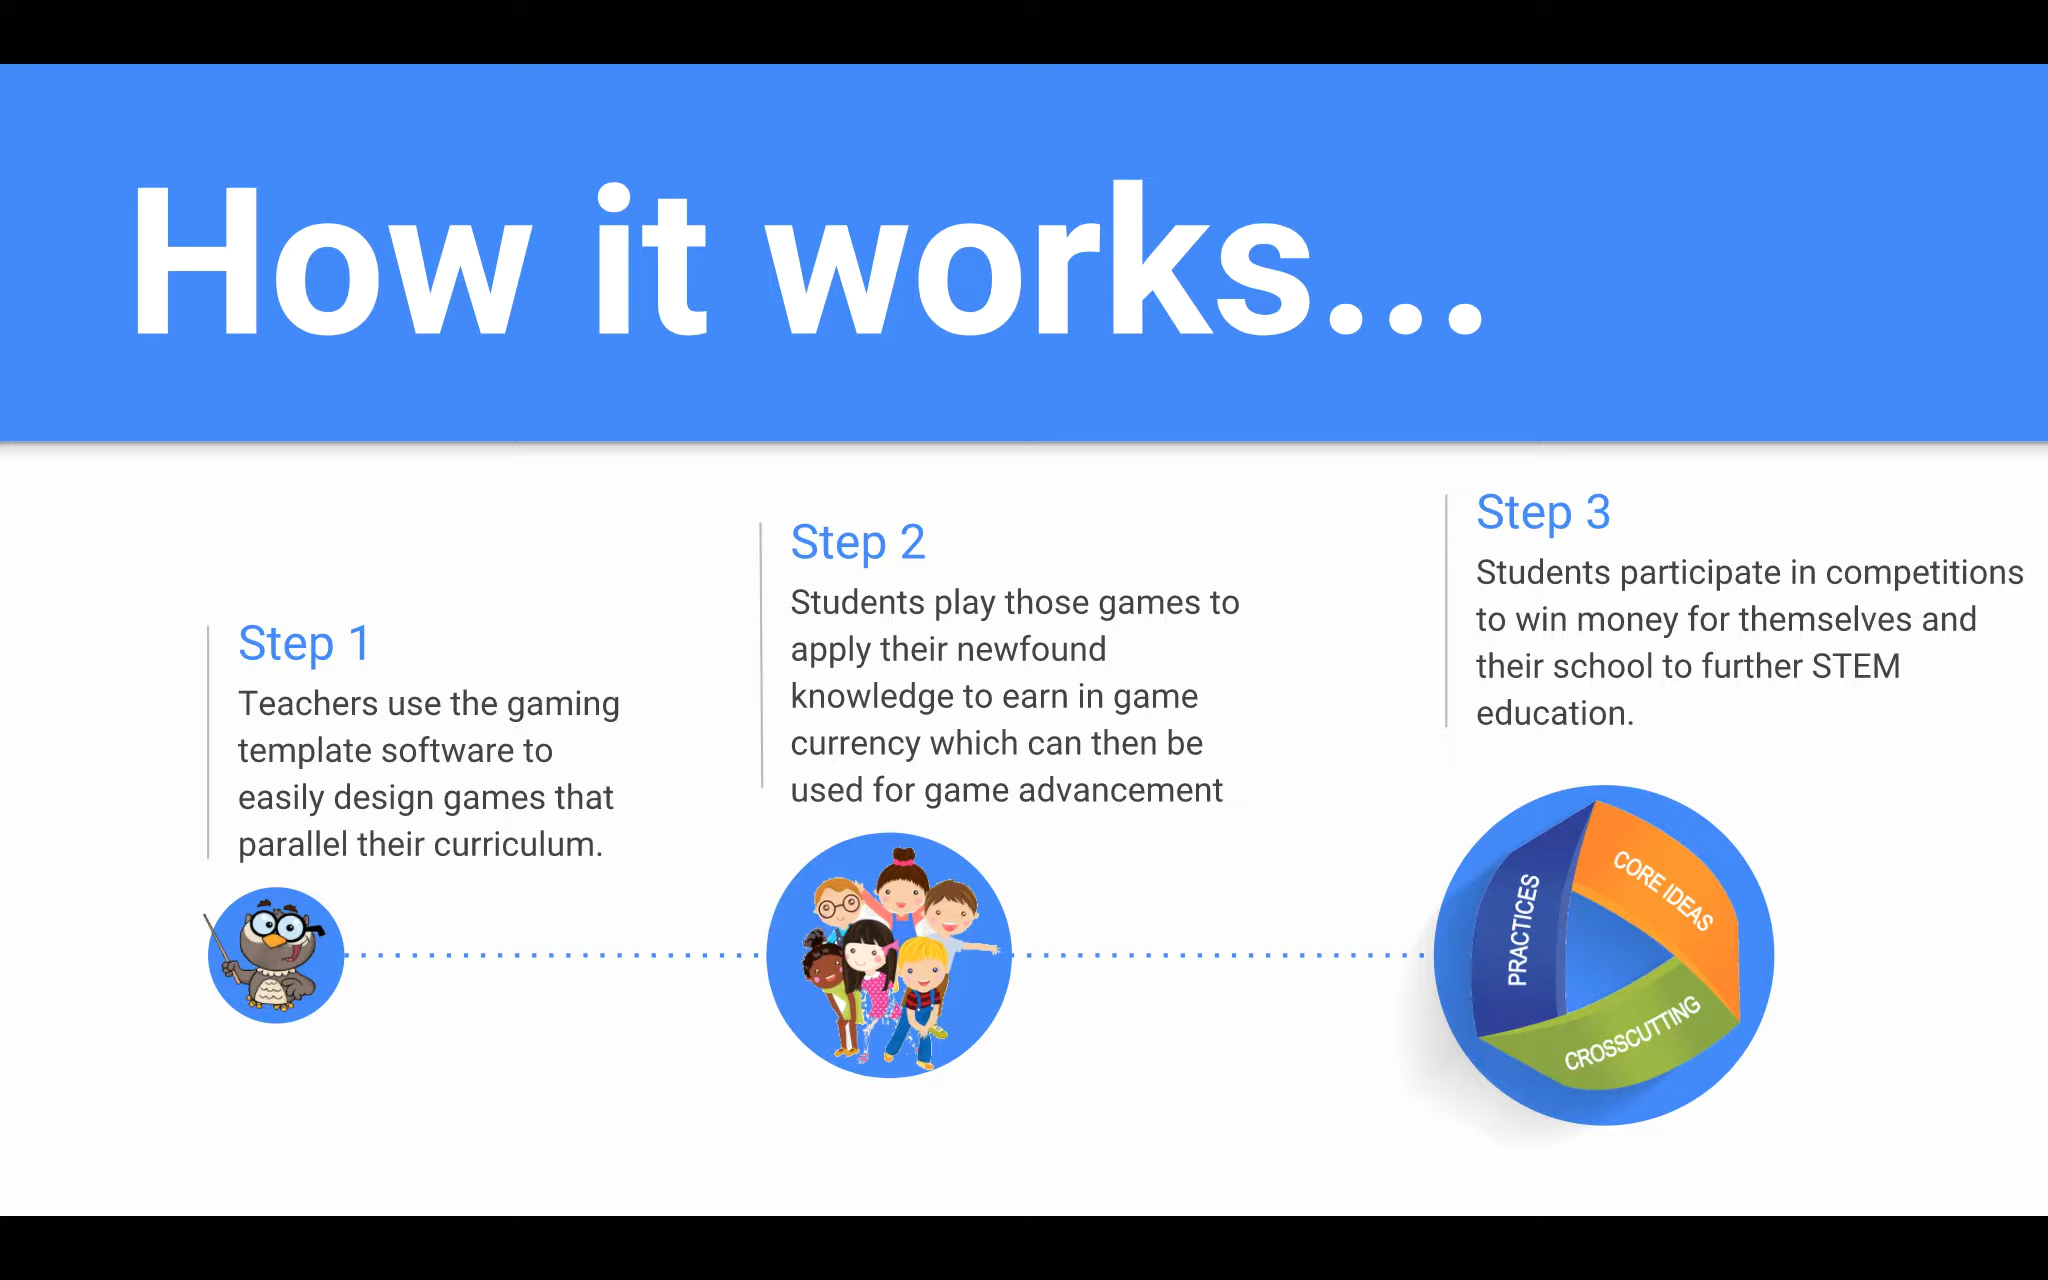 How it works...
Step 1
Teachers use the gaming
template software to
easily design games that
parallel their curriculum.
Step 2
Students play those games to
apply their newfound
knowledge to earn in game
currency which can then be
used for game advancement
Step 3
Students participate in competitions
to win money for themselves and
their school to further STEM
education.
PRACTICES
CORE IDEAS
CROSSCUTTING